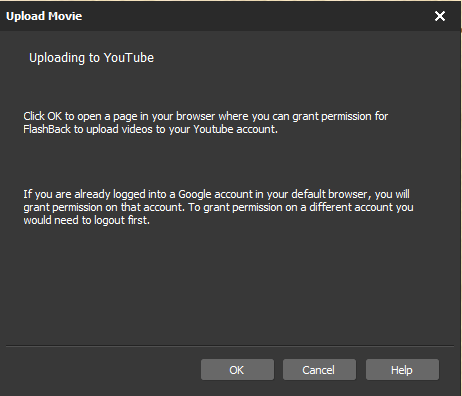 Upload Movie
Uploading to YouTube
Click OK to open a page in your browser where you can grant permission for
FlashBack to upload videos to your Youtube account.
If you are already logged into a Google account in your default browser, you will
grant permission on that account. To grant permission on a different account you
would need to logout first.
OK
Cancel
Help